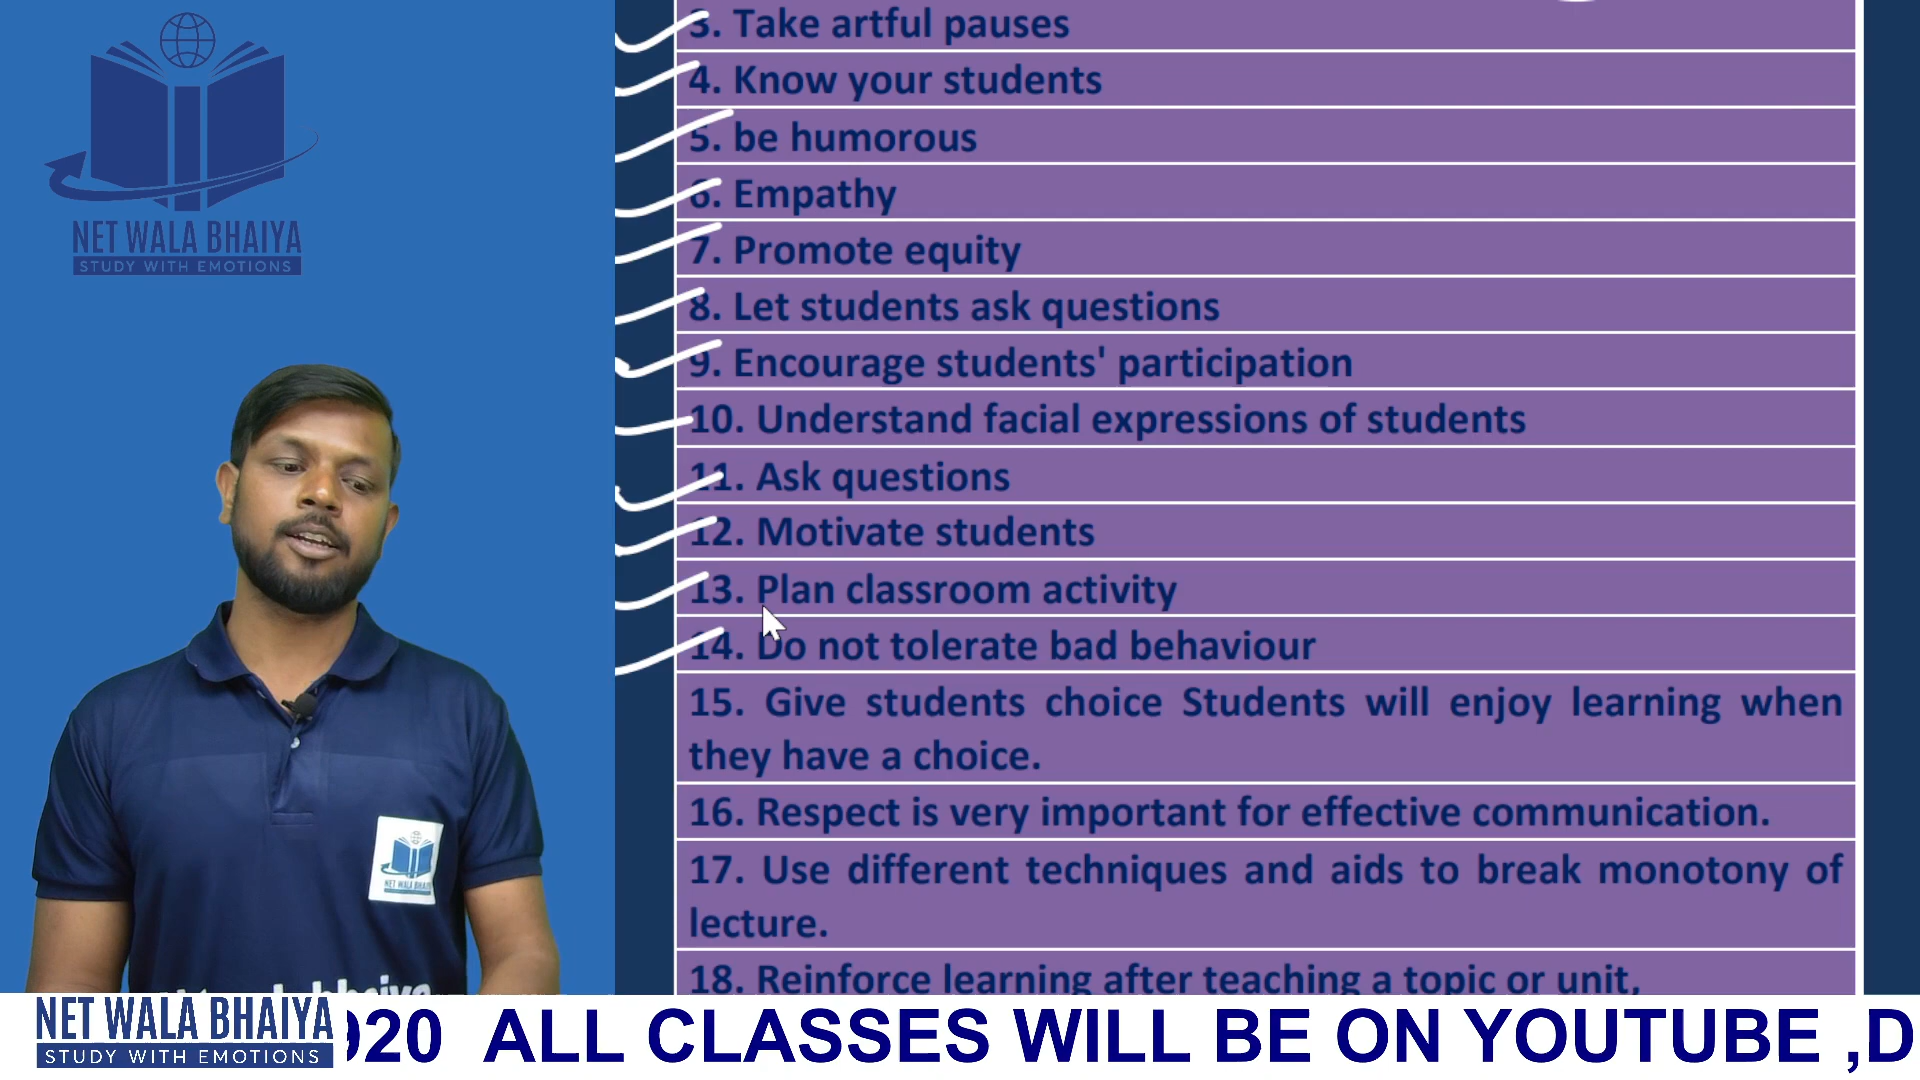 NET WALA BHAIYA
STUDY WITH EMOTIONS
3. Take artful pauses
4. Know your students
5. be humorous
6. Empathy
7. Promote equity
8. Let students ask questions
9. Encourage students' participation
10. Understand facial expressions of students
11. Ask questions
12. Motivate students
13. Plan classroom activity
14. Do not tolerate bad behaviour
15. Give students choice Students will enjoy learning when
they have a choice.
16. Respect is very important for effective communication.
17. Use different techniques and aids to break monotony of
lecture.
18. Reinforce learning after teaching a topic or unit,
NET WALA BHAIYA
NET WALA BHAIYA
STUDY WITH EMOTIONS
020 ALL CLASSES WILL BE ON YOUTUBE ,D